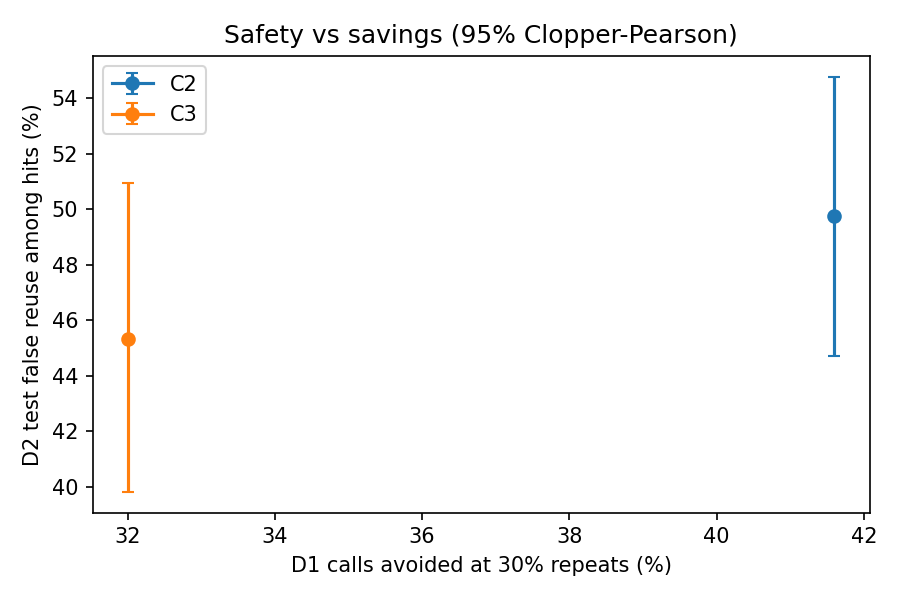 Safety vs savings (95% Clopper-Pearson)
C2
C3
D2 test false reuse among hits (%)
54
52
50
48
46
44
42
40
32
34
36
38
40
42
D1 calls avoided at 30% repeats (%)